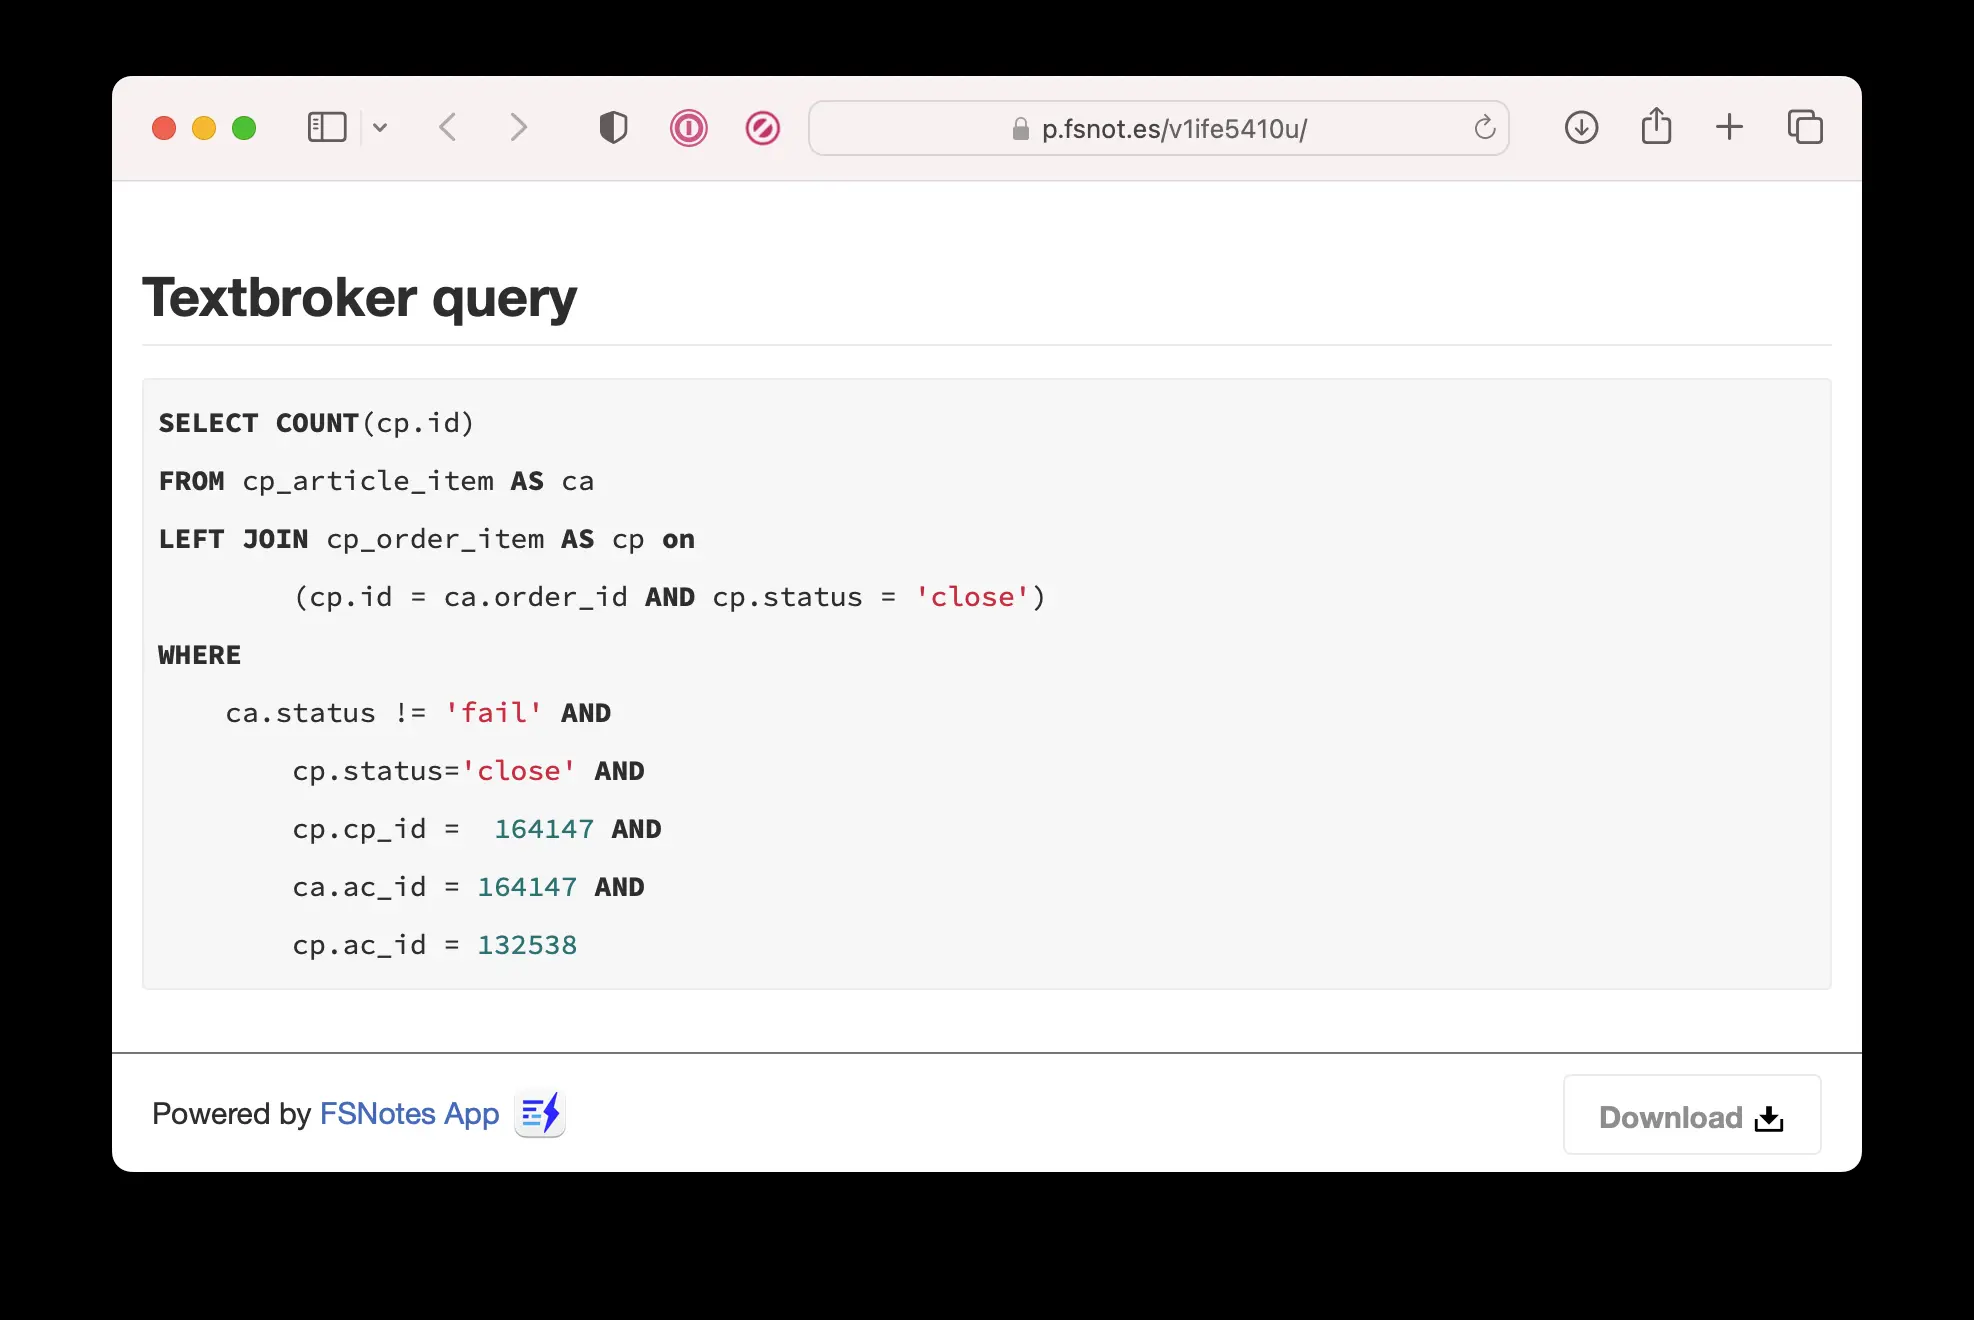 p.fsnot.es/v1ife5410u/
Textbroker query
SELECT COUNT(cp.id)
FROM cp_article_item AS ca
LEFT JOIN cp_order_item AS cp on
(cp.id = ca.order_id AND cp.status = 'close')
WHERE
ca.status != 'fail' AND
cp.status='close' AND
cp.cp_id =  164147 AND
ca.ac_id = 164147 AND
cp.ac_id = 132538
Powered by FSNotes App
Download